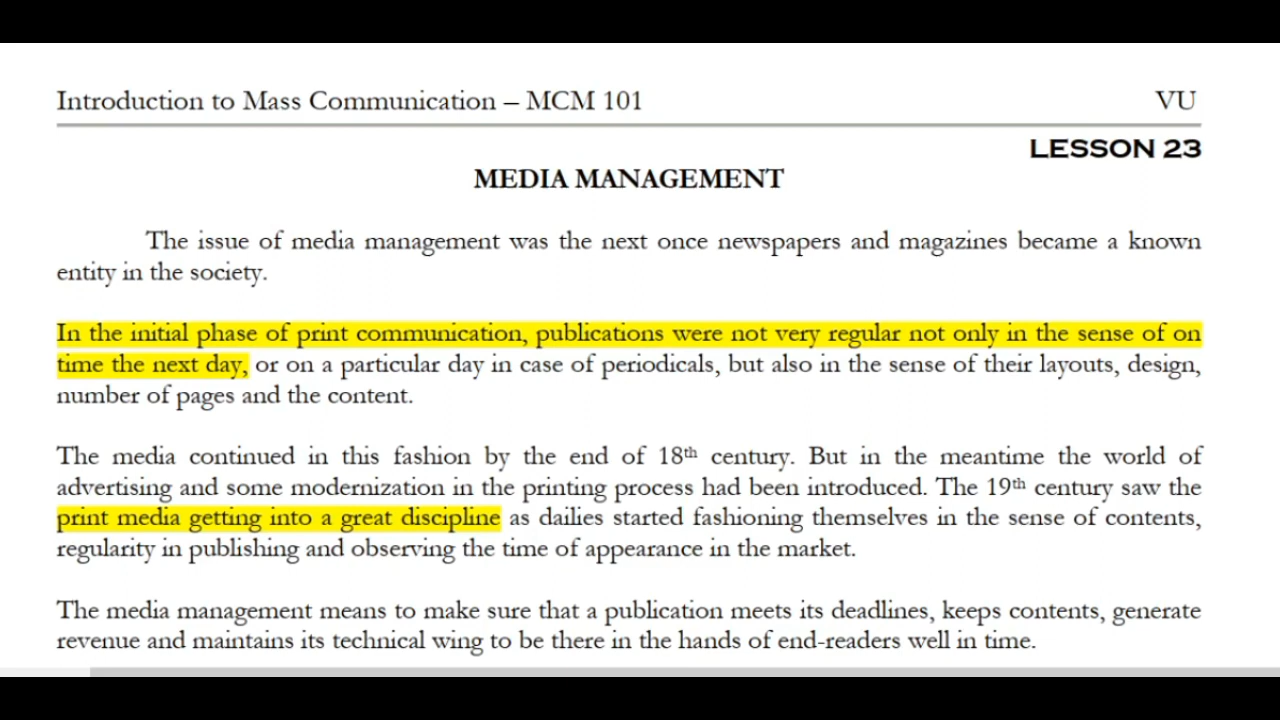 Introduction to Mass Communication – MCM 101 VU
LESSON 23
MEDIA MANAGEMENT
The issue of media management was the next once newspapers and magazines became a known
entity in the society.
In the initial phase of print communication, publications were not very regular not only in the sense of on
time the next day, or on a particular day in case of periodicals, but also in the sense of their layouts, design,
number of pages and the content.
The media continued in this fashion by the end of 18th century. But in the meantime the world of
advertising and some modernization in the printing process had been introduced. The 19th century saw the
print media getting into a great discipline as dailies started fashioning themselves in the sense of contents,
regularity in publishing and observing the time of appearance in the market.
The media management means to make sure that a publication meets its deadlines, keeps contents, generate
revenue and maintains its technical wing to be there in the hands of end-readers well in time.